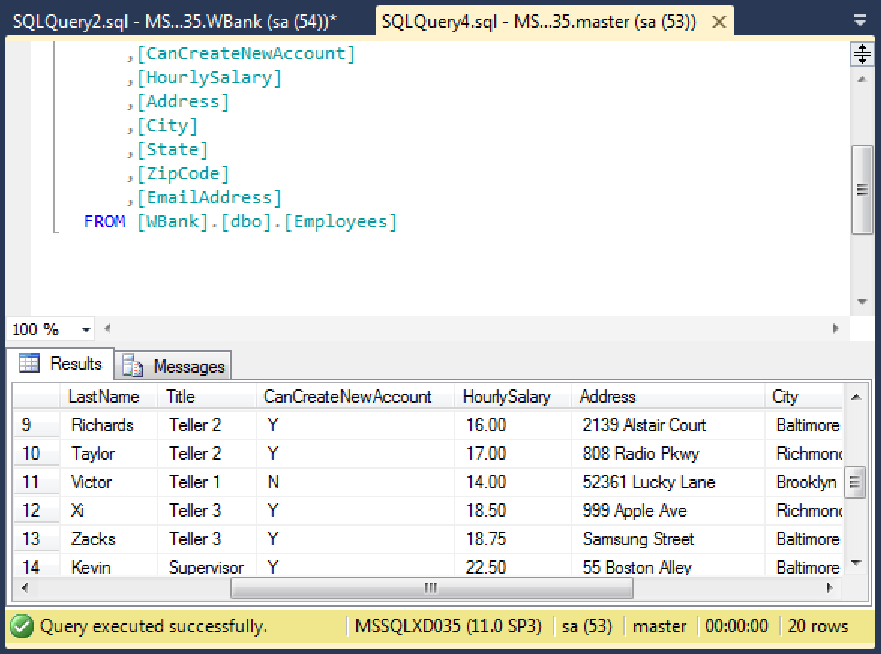 SQLQuery2.sql - MS...35.WBank (sa (54))* SQLQuery4.sql - MS...35.master (sa (53))
,[CanCreateNewAccount]
,[HourlySalary]
,[Address]
,[City]
,[State]
,[ZipCode]
,[EmailAddress]
FROM [WBank].[dbo].[Employees]
100 %
Results Messages
LastName Title CanCreateNewAccount HourlySalary Address City
9 Richards Teller 2 Y 16.00 2139 Alstair Court Baltimore
10 Taylor Teller 2 Y 17.00 808 Radio Pkwy Richmond
11 Victor Teller 1 N 14.00 52361 Lucky Lane Brooklyn
12 Xi Teller 3 Y 18.50 999 Apple Ave Richmond
13 Zacks Teller 3 Y 18.75 Samsung Street Baltimore
14 Kevin Supervisor Y 22.50 55 Boston Alley Baltimore
Query executed successfully. MSSQLXD035 (11.0 SP3) sa (53) master 00:00:00 20 rows